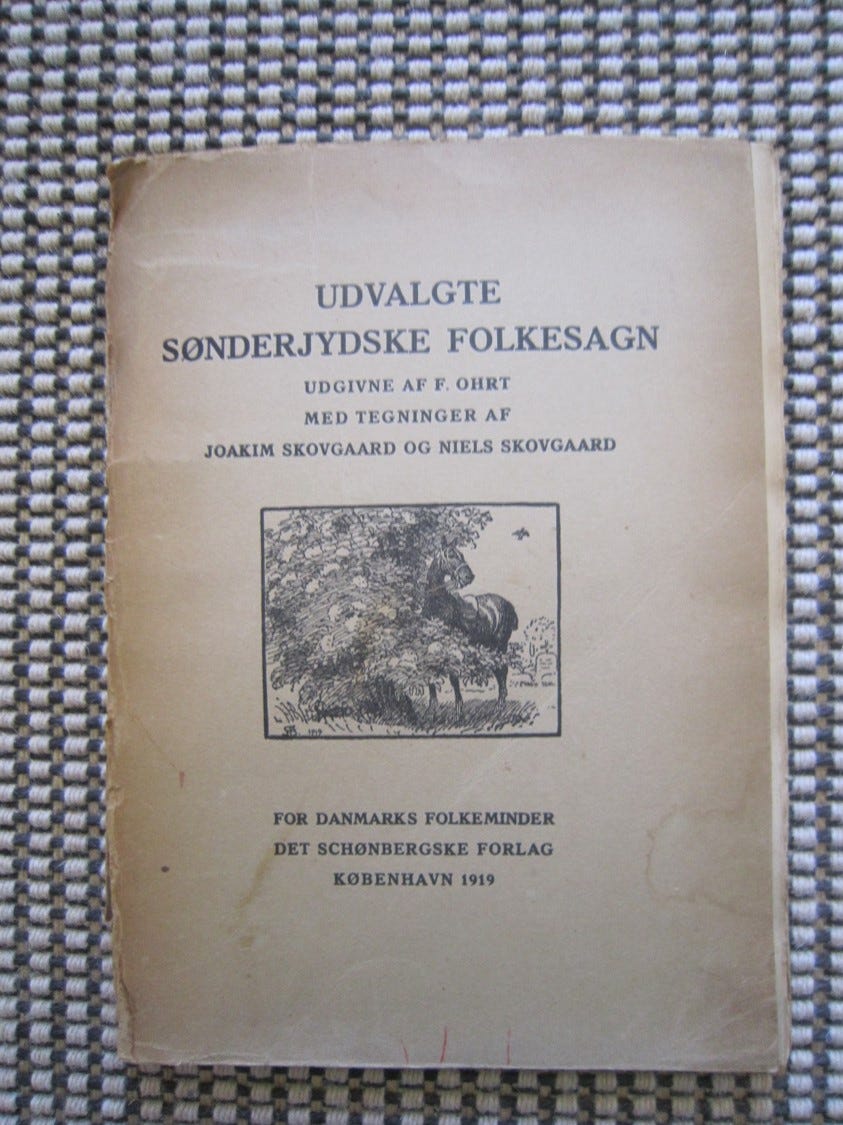 UDVALGTE
SØNDERJYDSKE FOLKESAGN
UDGIVNE AF F. OHRT
MED TEGNINGER AF
JOAKIM SKOVGAARD OG NIELS SKOVGAARD
1919
FOR DANMARKS FOLKEMINDER
DET SCHØNBERGSKE FORLAG
KØBENHAVN 1919